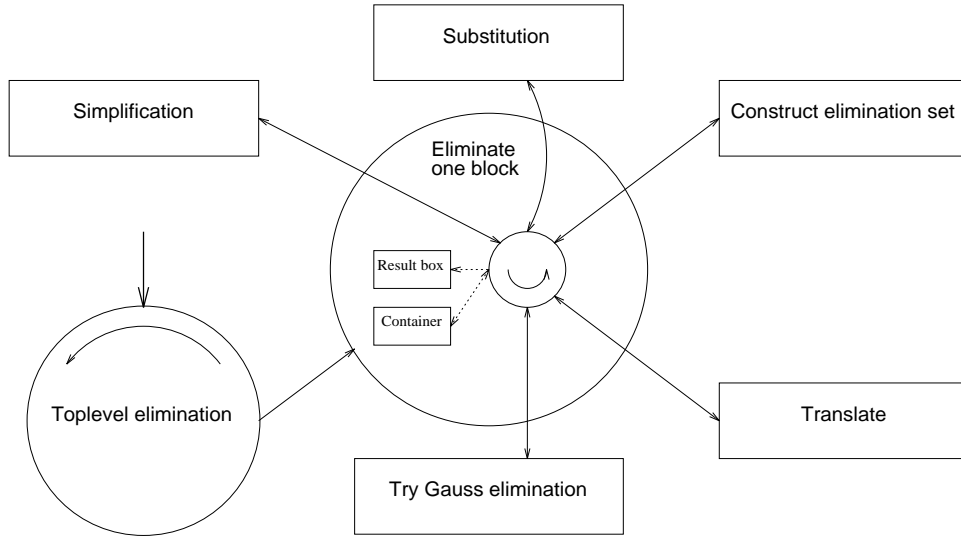 Substitution
Simplification
Construct elimination set
Eliminate
one block
Result box
Container
Toplevel elimination
Translate
Try Gauss elimination